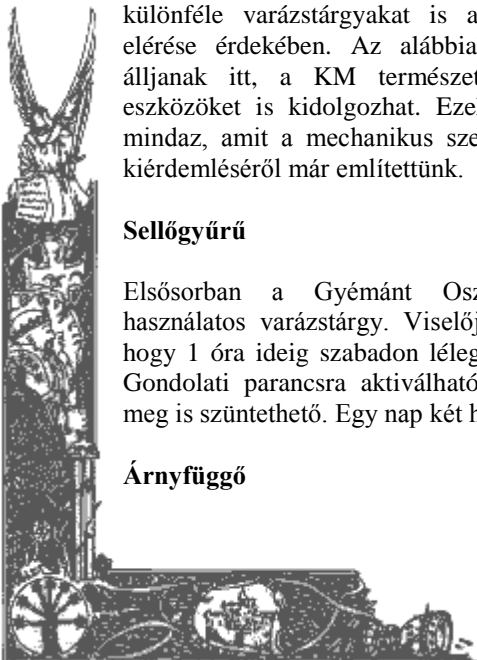 különféle varázstárgyakat is a
elérése érdekében. Az alábbia
álljanak itt, a KM természet
eszközöket is kidolgozhat. Eze
mindaz, amit a mechanikus sze
kiérdemléséről már említettünk.
Sellőgyűrű
Elsősorban a Gyémánt Osz
használatos varázstárgy. Viselőj
hogy 1 óra ideig szabadon léleg
Gondolati parancsra aktiválható
meg is szüntethető. Egy nap két h
Árnyfüggő